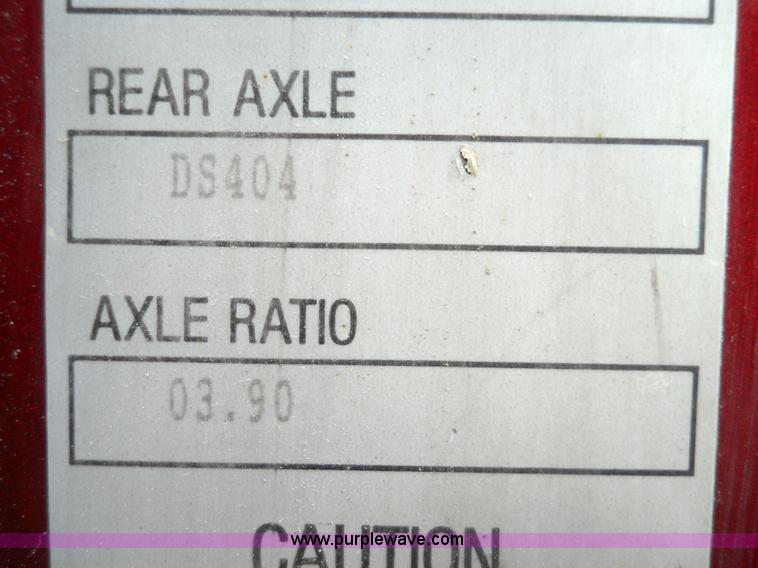 REAR AXLE
DS404
AXLE RATIO
03.90
CAUTION
www.purplewave.com